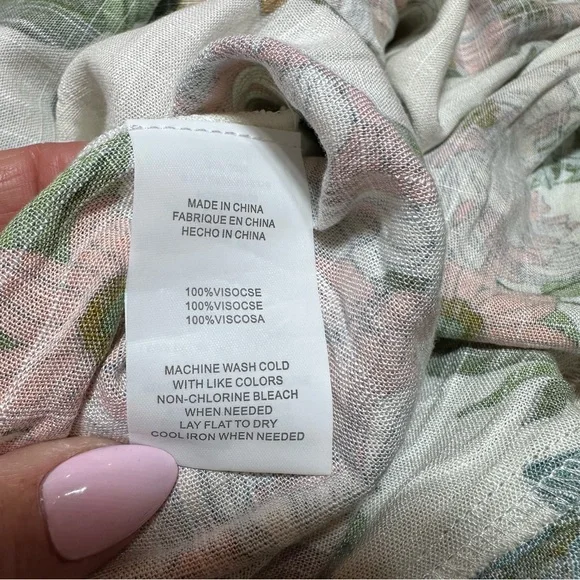 MADE IN CHINA
FABRIQUE EN CHINA
HECHO IN CHINA
100%VISOCSE
100%VISOCSE
100%VISCOSA
MACHINE WASH COLD
WITH LIKE COLORS
NON-CHLORINE BLEACH
WHEN NEEDED
LAY FLAT TO DRY
COOL IRON WHEN NEEDED